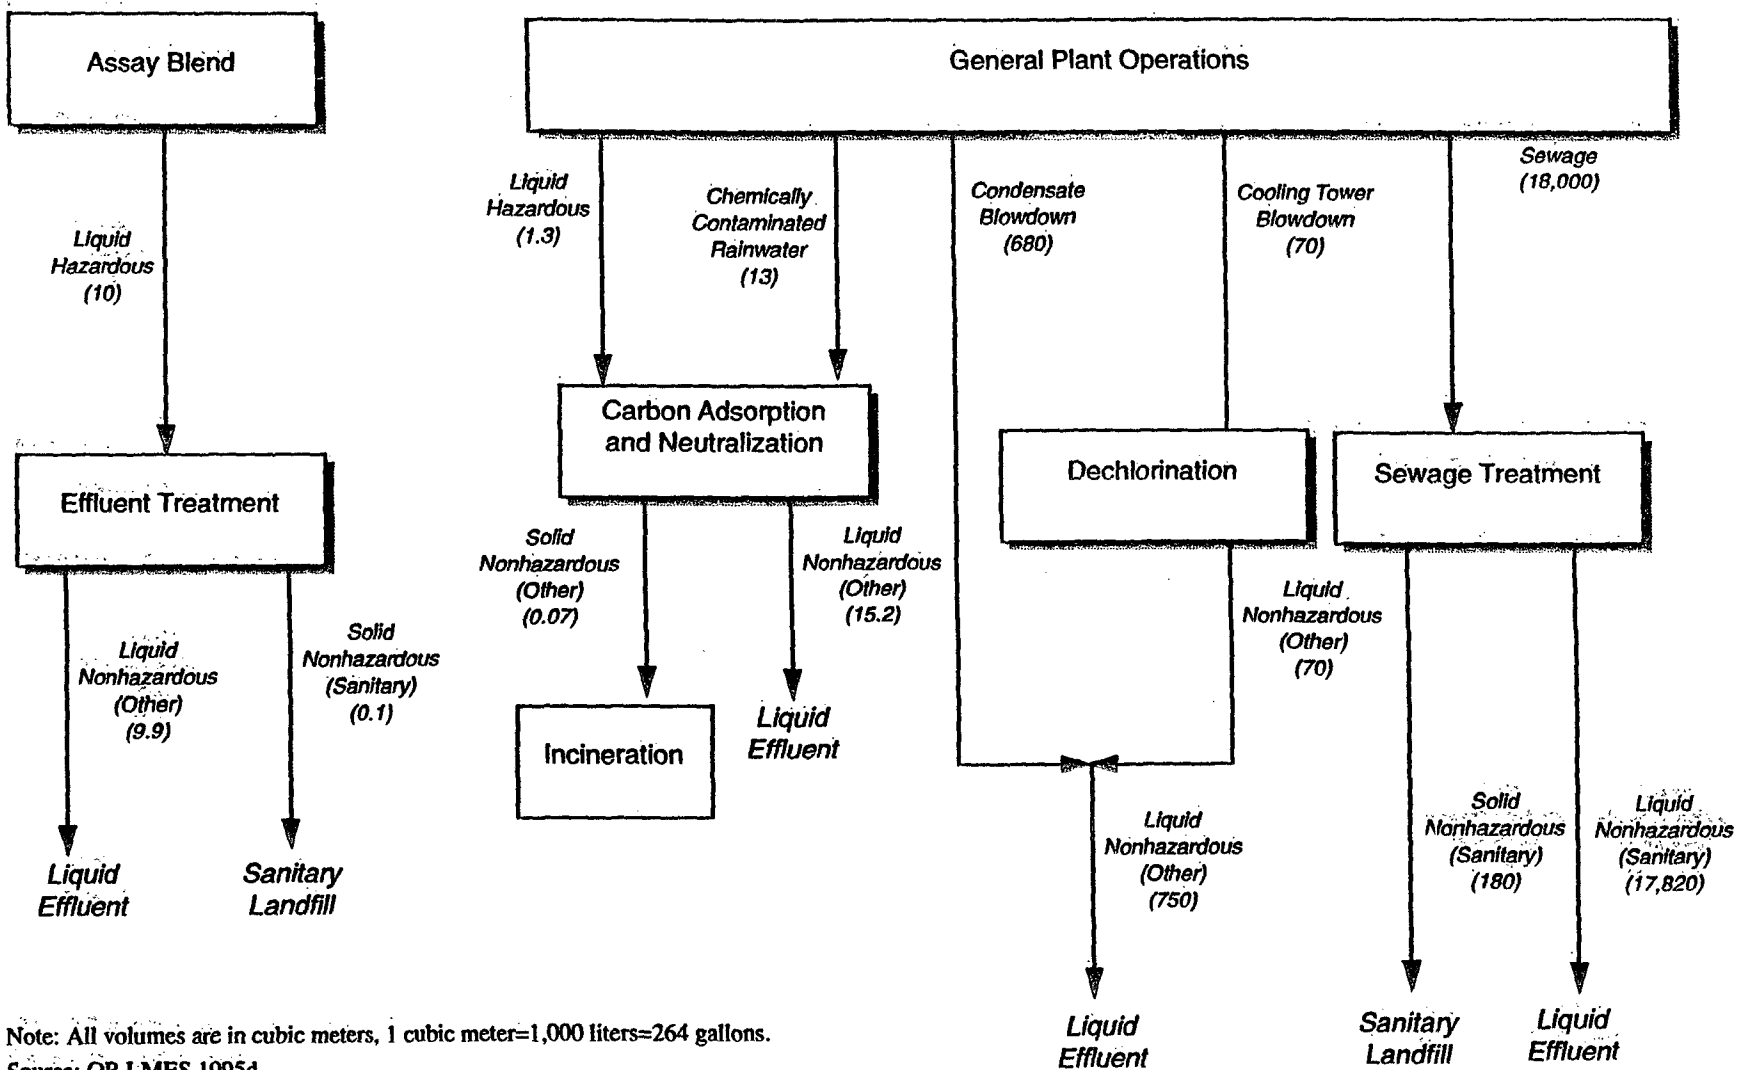 Assay Blend
General Plant Operations
Liquid
Hazardous
(10)
Liquid
Hazardous
(1.3)
Chemically
Contaminated
Rainwater
(13)
Condensate
Blowdown
(680)
Cooling Tower
Blowdown
(70)
Sewage
(18,000)
Effluent Treatment
Carbon Adsorption
and Neutralization
Dechlorination
Sewage Treatment
Liquid
Nonhazardous
(Other)
(9.9)
Solid
Nonhazardous
(Sanitary)
(0.1)
Solid
Nonhazardous
(Other)
(0.07)
Liquid
Nonhazardous
(Other)
(15.2)
Liquid
Nonhazardous
(Other)
(70)
Incineration
Liquid
Effluent
Liquid
Effluent
Sanitary
Landfill
Liquid
Nonhazardous
(Other)
(750)
Solid
Nonhazardous
(Sanitary)
(180)
Liquid
Nonhazardous
(Sanitary)
(17,820)
Liquid
Effluent
Sanitary
Landfill
Liquid
Effluent
Note: All volumes are in cubic meters, 1 cubic meter=1,000 liters=264 gallons.
Source: OR LMES 1995d